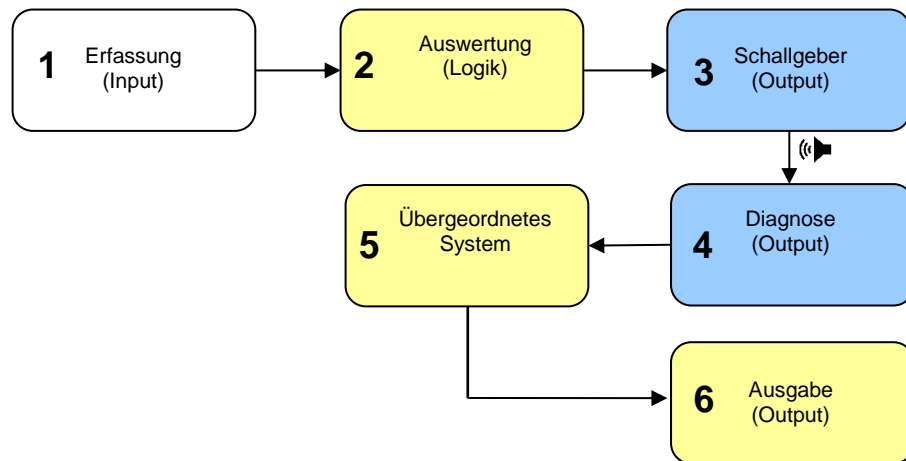 1 Erfassung
(Input)
2 Auswertung
(Logik)
3 Schallgeber
(Output)
4 Diagnose
(Output)
5 Übergeordnetes
System
6 Ausgabe
(Output)